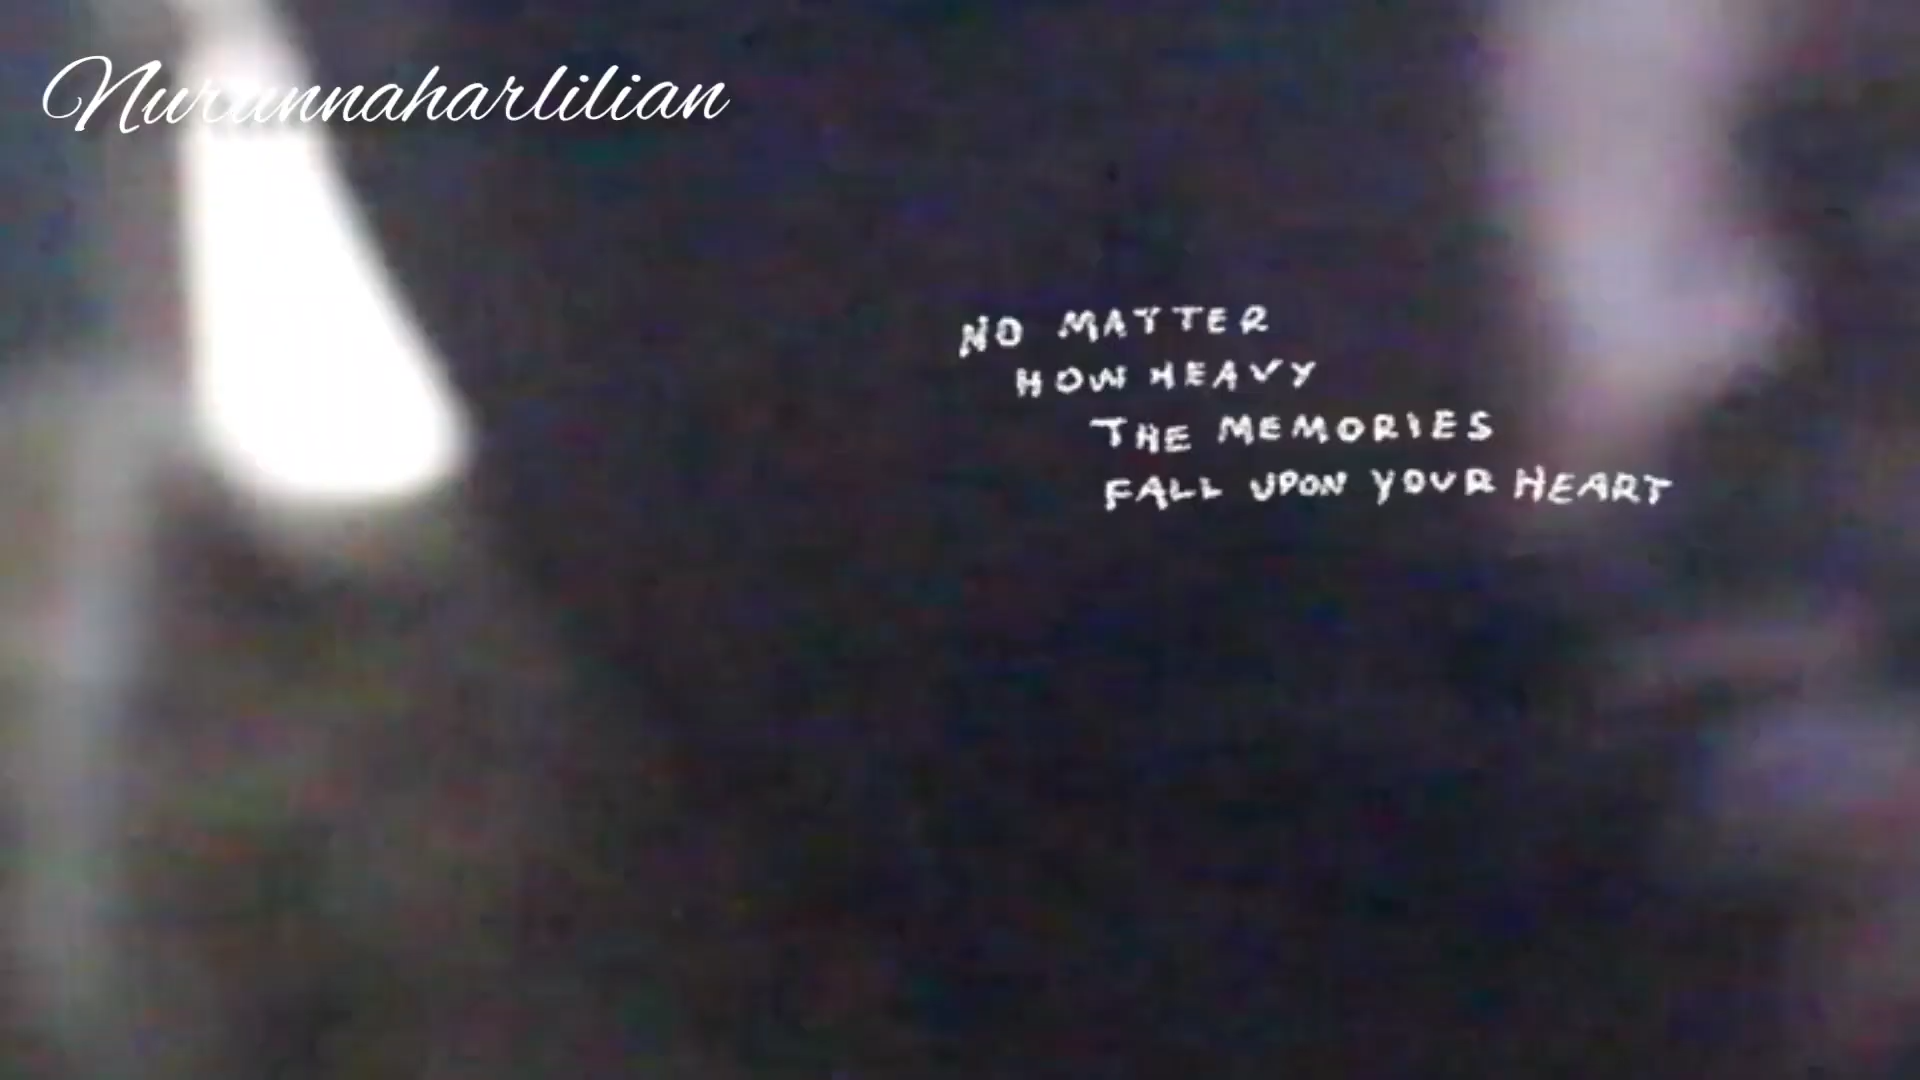 Nurunnaharlilian
NO MATTER
HOW HEAVY
THE MEMORIES
FALL UPON YOUR HEART